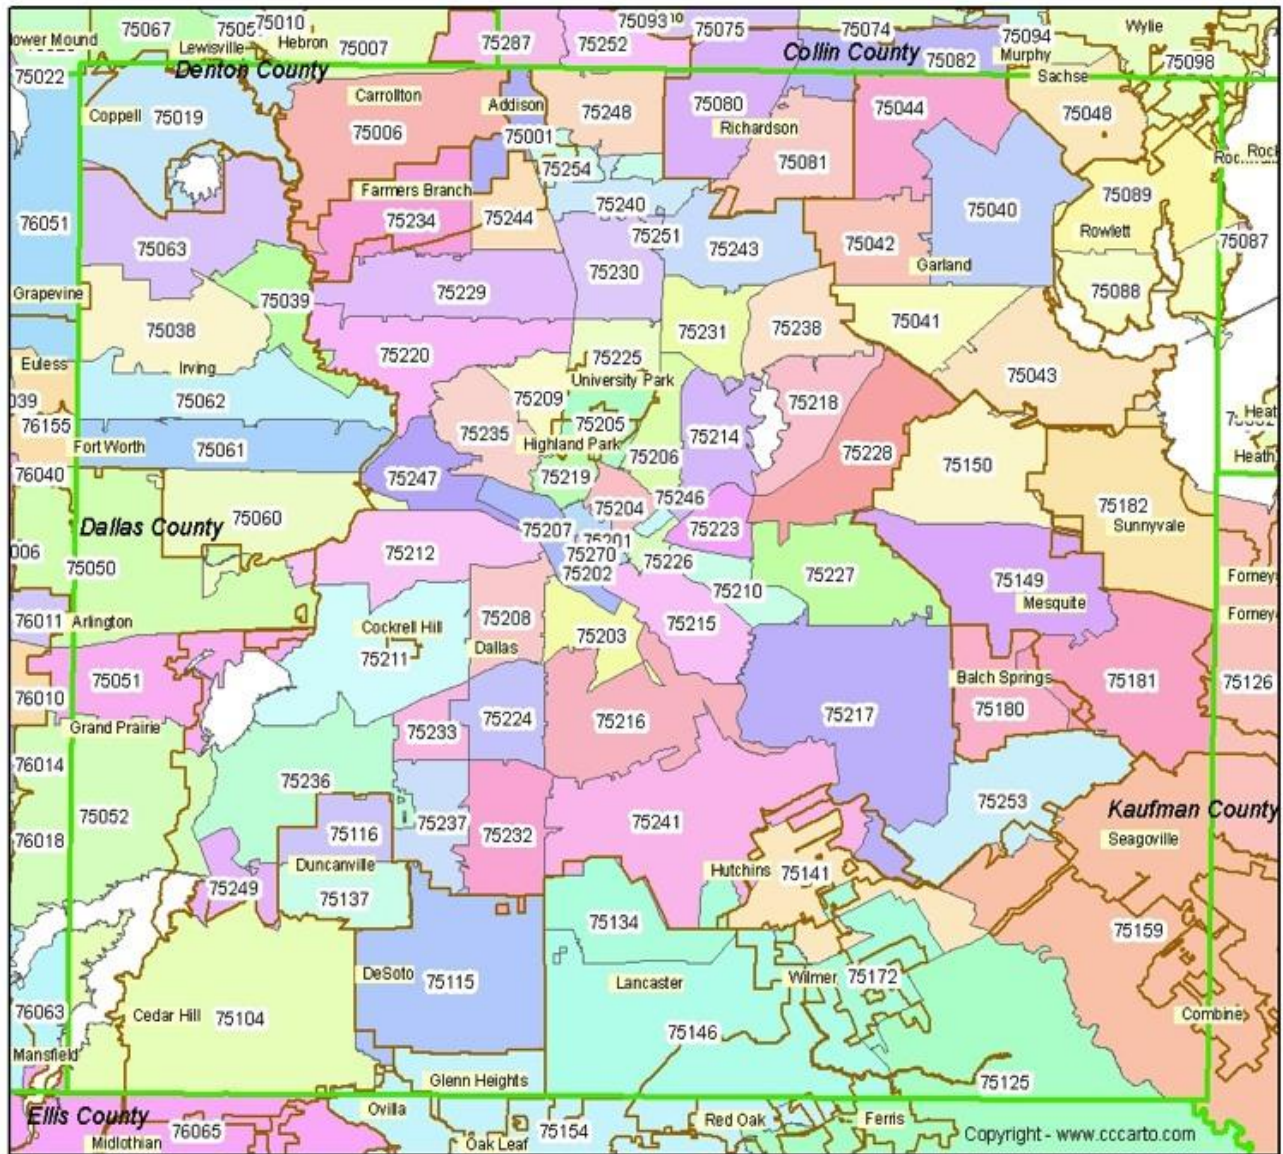 75067
75010
75093
75075
75074
75094
Wylie
Lewisville
Hebron
75007
75287
75252
Collin County
75082
Murphy
75098
75022
Denton County
Sachse
Coppell
75019
Carrollton
75006
Addison
75001
75248
75080
Richardson
75044
75048
75254
75081
Farmers Branch
75089
76051
75234
75244
75240
75040
75063
75251
75243
75042
Rowlett
75087
75230
Garland
Grapevine
75039
75229
75088
75038
75231
75238
75041
Euless
Irving
75220
75225
University Park
75043
75062
75209
75218
76155
75205
Fort Worth
75061
75235
Highland Park
75214
75228
75150
Heath
76040
75247
75219
75206
75246
75182
Sunnyvale
Dallas County
75060
75204
75207
75201
75223
75212
75270
75226
75050
75202
75210
75227
75149
Mesquite
Forney
76011
Arlington
Cockrell Hill
75208
75203
75215
Forney
75211
Dallas
76010
75051
Balch Springs
75181
75126
Grand Prairie
75233
75224
75216
75217
75180
76014
75236
75052
75253
Kaufman County
76018
75116
75237
75232
75241
Seagoville
Duncanville
Hutchins
75141
75249
75137
75134
75159
DeSoto
75115
Lancaster
Wilmer
75172
76063
Cedar Hill
75104
Combine
Mansfield
75146
Glenn Heights
75125
Ellis County
Ovilla
76065
75154
Red Oak
Ferris
Midlothian
Oak Leaf
Copyright - www.cccarto.com